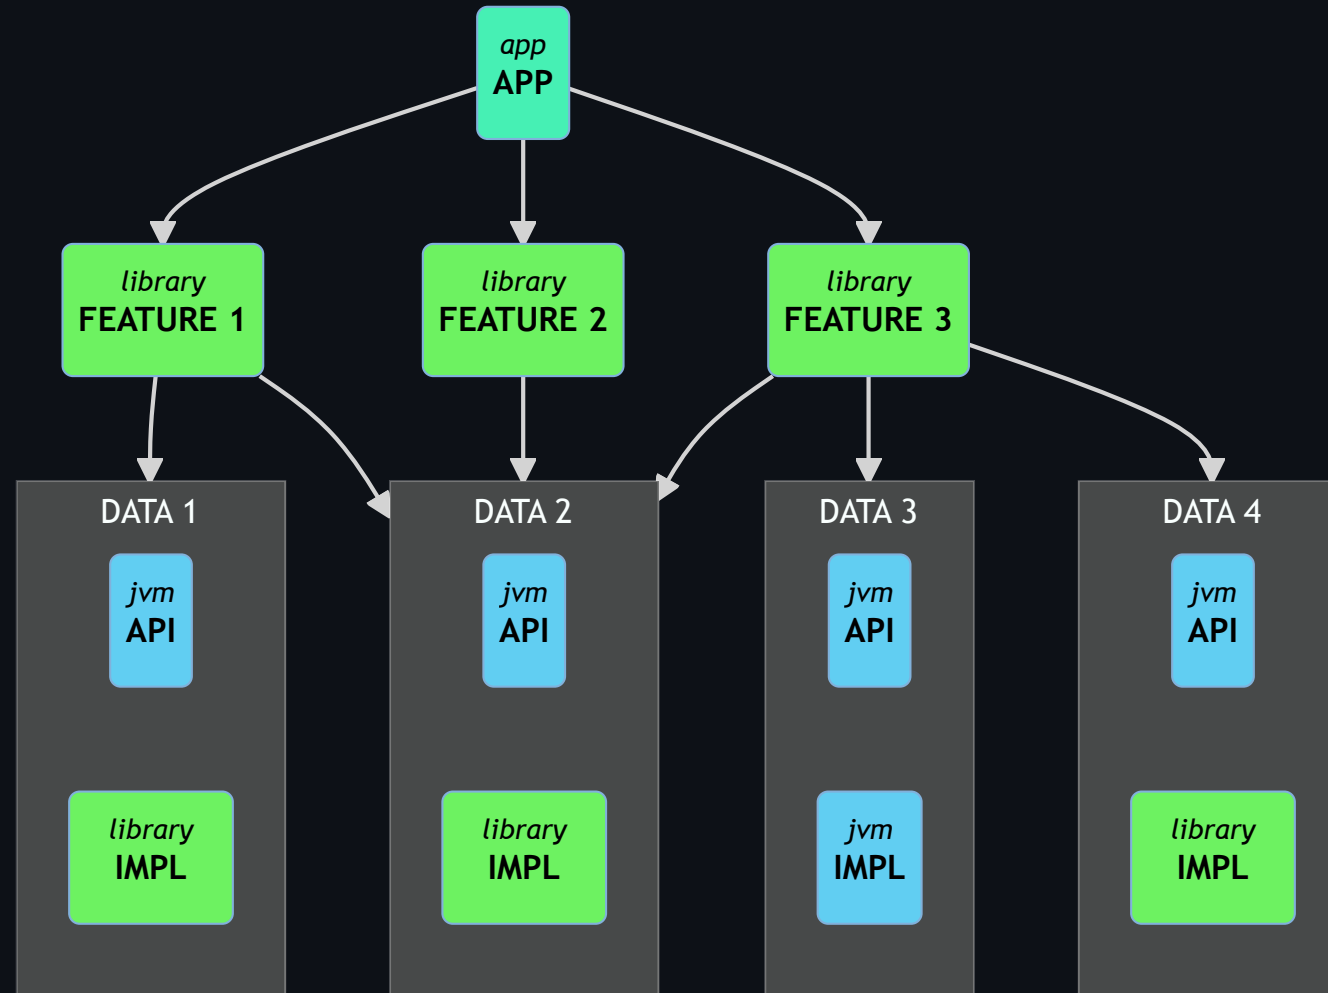 app
APP
library
FEATURE 1
library
FEATURE 2
library
FEATURE 3
DATA 1
DATA 2
DATA 3
DATA 4
jvm
API
jvm
API
jvm
API
jvm
API
library
IMPL
library
IMPL
jvm
IMPL
library
IMPL